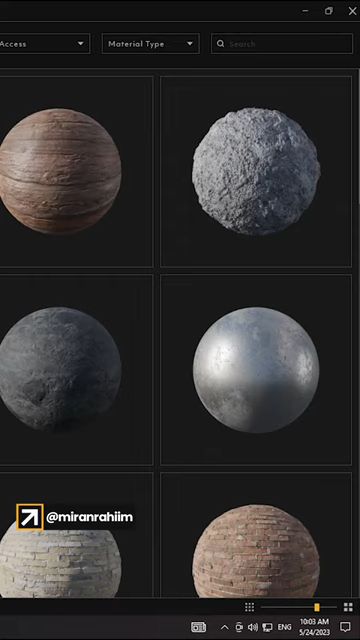 Access
Material Type
Search
@miranrahiim
ENG
10:03 AM
5/24/2023